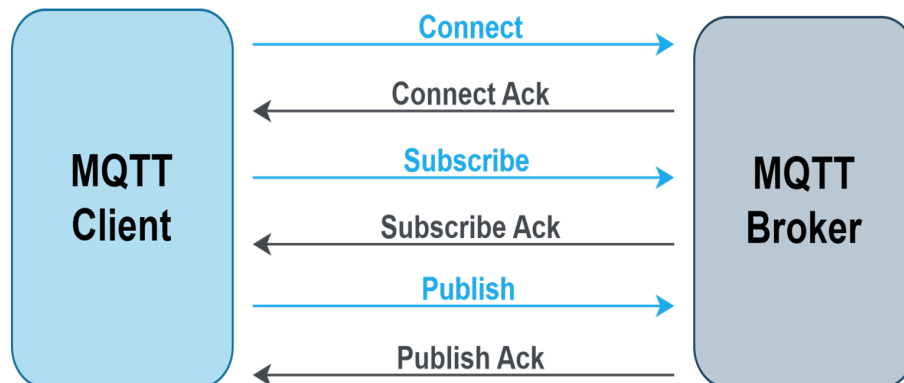 Connect
Connect Ack
MQTT
Client
Subscribe
MQTT
Broker
Subscribe Ack
Publish
Publish Ack